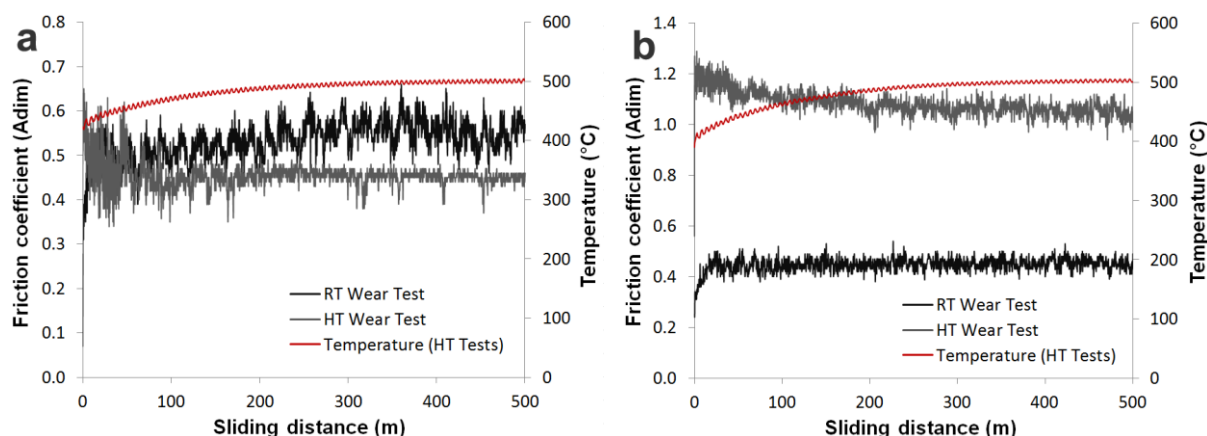 a
Friction coefficient (Adim)
0.8
0.7
0.6
0.5
0.4
0.3
0.2
0.1
0.0
600
500
400
300
200
100
0
Temperature (°C)
RT Wear Test
HT Wear Test
Temperature (HT Tests)
0 100 200 300 400 500
Sliding distance (m)
b
Friction coefficient (Adim)
1.4
1.2
1.0
0.8
0.6
0.4
0.2
0.0
600
500
400
300
200
100
0
Temperature (°C)
RT Wear Test
HT Wear Test
Temperature (HT Tests)
0 100 200 300 400 500
Sliding distance (m)